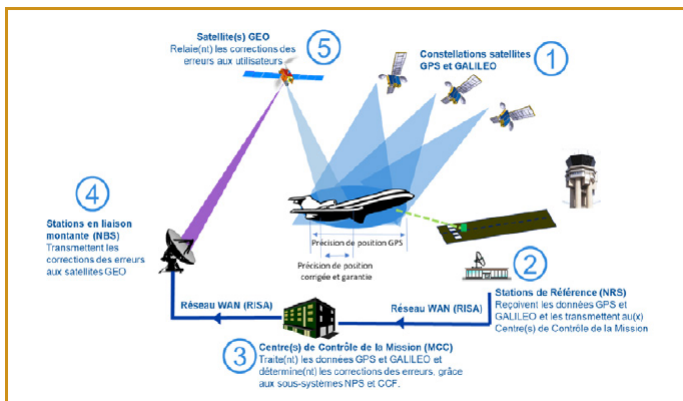 Satellite(s) GEO
Relaie(nt) les corrections des
erreurs aux utilisateurs
5
Constellations satellites
GPS et GALILEO
1
4
Stations en liaison
montante (NBS)
Transmettent les
corrections des erreurs
aux satellites GEO
Précision de position GPS
Précision de position
corrigée et garantie
2
Stations de Référence (NRS)
Reçoivent les données GPS
et GALILEO et les transmettent au(x)
Centre(s) de Contrôle de la Mission
Réseau WAN (RISA)
Réseau WAN (RISA)
3
Centre(s) de Contrôle de la Mission (MCC)
Traite(nt) les données GPS et GALILEO et
détermine(nt) les corrections des erreurs, grâce
aux sous-systèmes NPS et CCF.